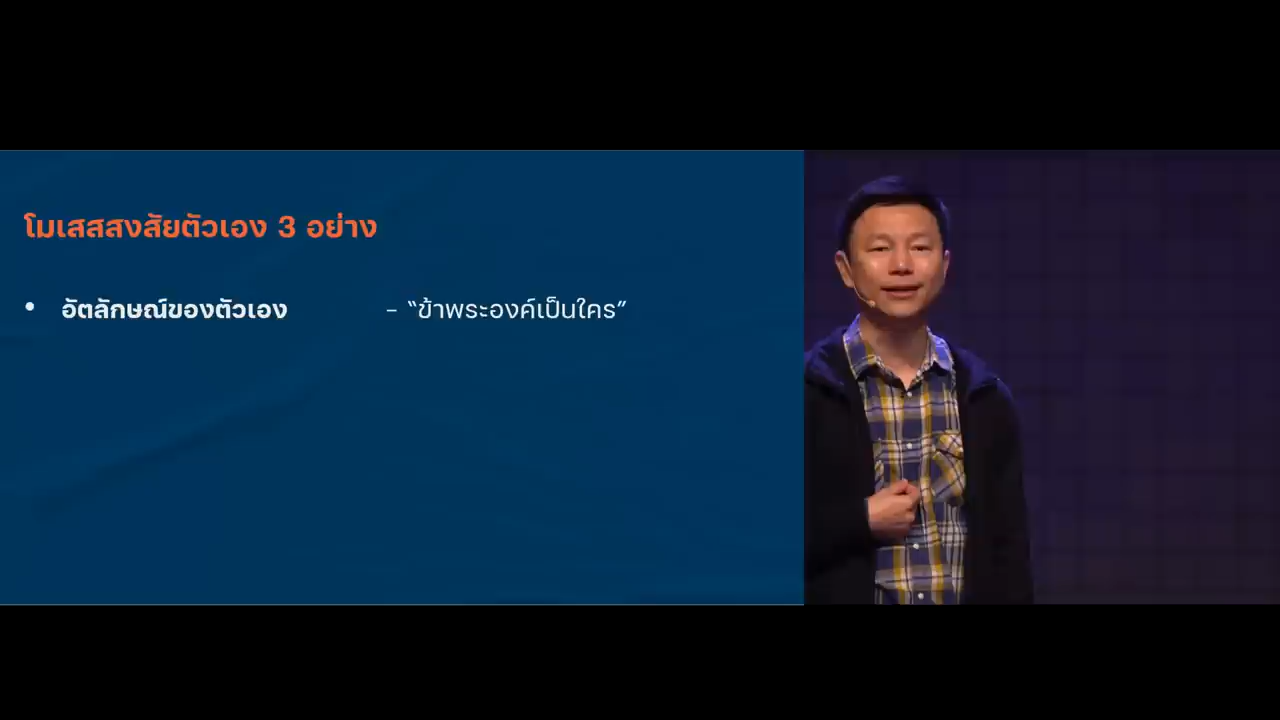 โมเสสสงสัยตัวเอง 3 อย่าง
• อัตลักษณ์ของตัวเอง - “ข้าพระองค์เป็นใคร”